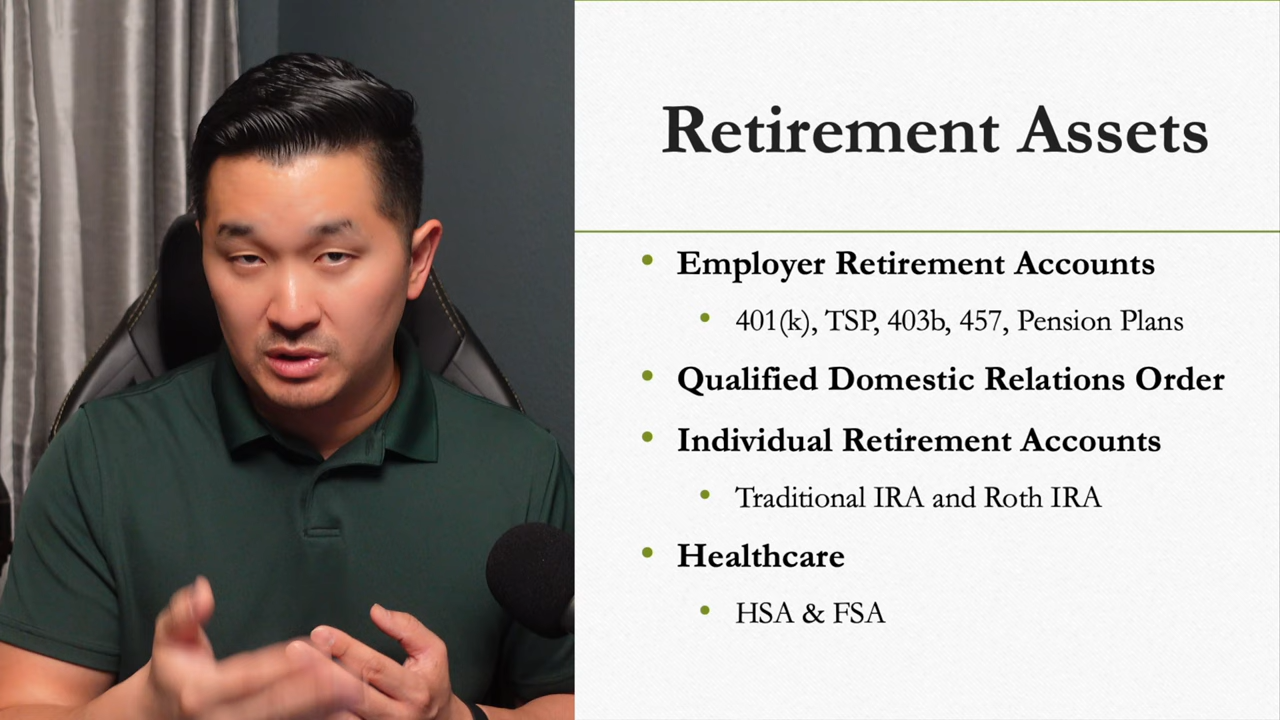 Retirement Assets
• Employer Retirement Accounts
• 401(k), TSP, 403b, 457, Pension Plans
• Qualified Domestic Relations Order
• Individual Retirement Accounts
• Traditional IRA and Roth IRA
• Healthcare
• HSA & FSA